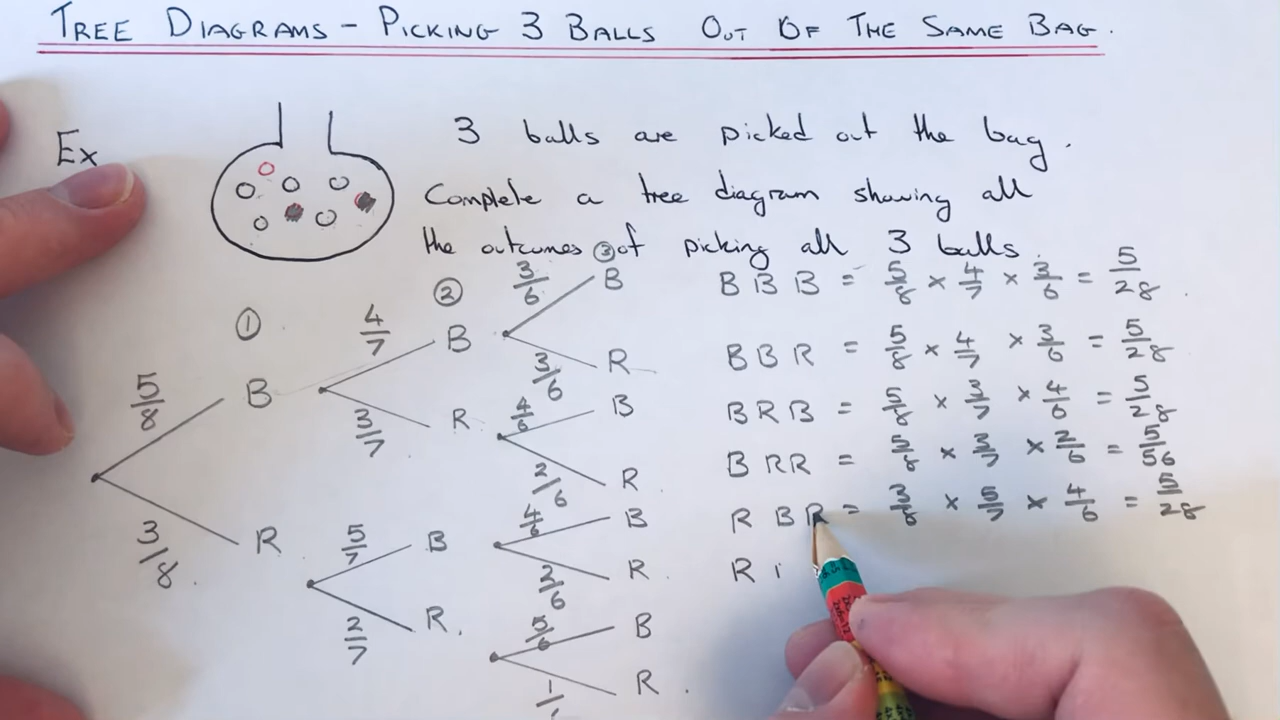 TREE DIAGRAMS - PICKING 3 BALLS OUT OF THE SAME BAG.
Ex
3 balls are picked out the bag.
Complete a tree diagram showing all
the outcomes of picking all 3 balls.
① ② ③
5/8 B
3/8 R
4/7 B
3/7 R
5/7 B
2/7 R
3/6 B
3/6 R
4/6 B
2/6 R
4/6 B
2/6 R
5/6 B
R
B B B = 5/8 × 4/7 × 3/6 = 5/28
B B R = 5/8 × 4/7 × 3/6 = 5/28
B R B = 5/8 × 3/7 × 4/6 = 5/28
B R R = 5/8 × 3/7 × 2/6 = 5/56
R B = 3/8 × 5/7 × 4/6 = 5/28
R